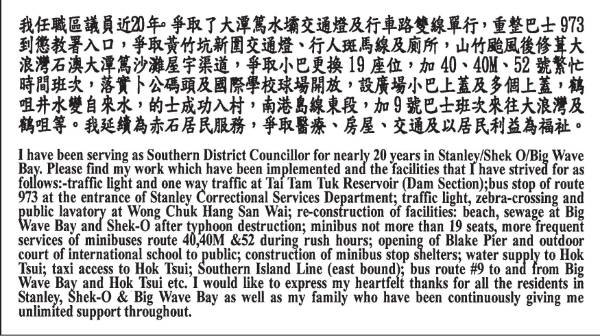 我任職區議員近20年。爭取了大潭篤水壩交通燈及行車路雙線單行，重整巴士 973
到懲教署入口，爭取黃竹坑新圍交通燈、行人斑馬線及廁所，山竹颱風後修葺大
浪灣石澳大潭篤沙灘屋宇渠道，爭取小巴更換 19 座位，加 40、40M、52 號繁忙
時間班次，落實卜公碼頭及國際學校球場開放，設廣場小巴上蓋及多個上蓋，鶴
咀井水變自來水，的士成功入村，南港島線東段，加 9 號巴士班次來往大浪灣及
鶴咀等。我延續為赤石居民服務，爭取醫療、房屋、交通及以居民利益為福祉。
I have been serving as Southern District Councillor for nearly 20 years in Stanley/Shek O/Big Wave
Bay. Please find my work which have been implemented and the facilities that I have strived for as
follows:-traffic light and one way traffic at Tai Tam Tuk Reservoir (Dam Section);bus stop of route
973 at the entrance of Stanley Correctional Services Department; traffic light, zebra-crossing and
public lavatory at Wong Chuk Hang San Wai; re-construction of facilities: beach, sewage at Big
Wave Bay and Shek-O after typhoon destruction; minibus not more than 19 seats, more frequent
services of minibuses route 40,40M &52 during rush hours; opening of Blake Pier and outdoor
court of international school to public; construction of minibus stop shelters; water supply to Hok
Tsui; taxi access to Hok Tsui; Southern Island Line (east bound); bus route #9 to and from Big
Wave Bay and Hok Tsui etc. I would like to express my heartfelt thanks for all the residents in
Stanley, Shek-O & Big Wave Bay as well as my family who have been continuously giving me
unlimited support throughout.